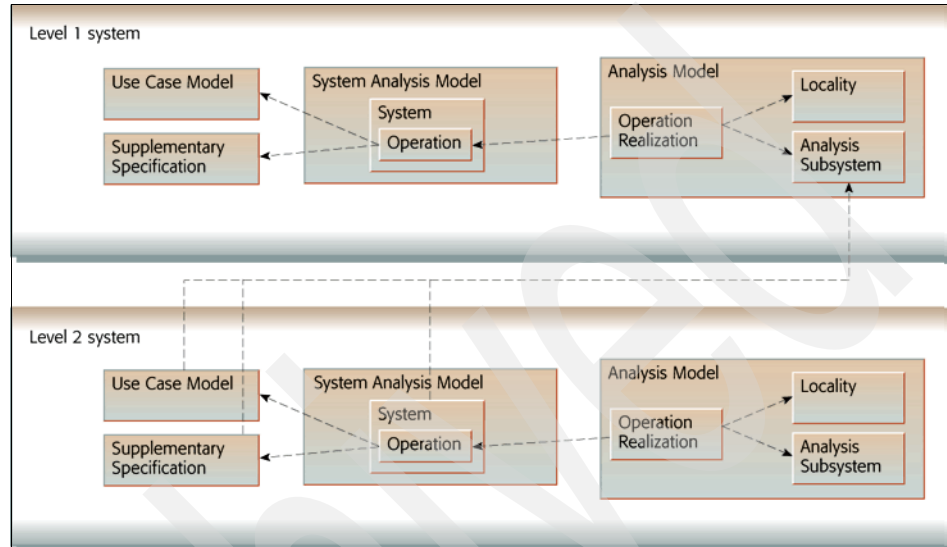 Level 1 system
Use Case Model
Supplementary
Specification
System Analysis Model
System
Operation
Analysis Model
Operation
Realization
Locality
Analysis
Subsystem
Level 2 system
Use Case Model
Supplementary
Specification
System Analysis Model
System
Operation
Analysis Model
Operation
Realization
Locality
Analysis
Subsystem